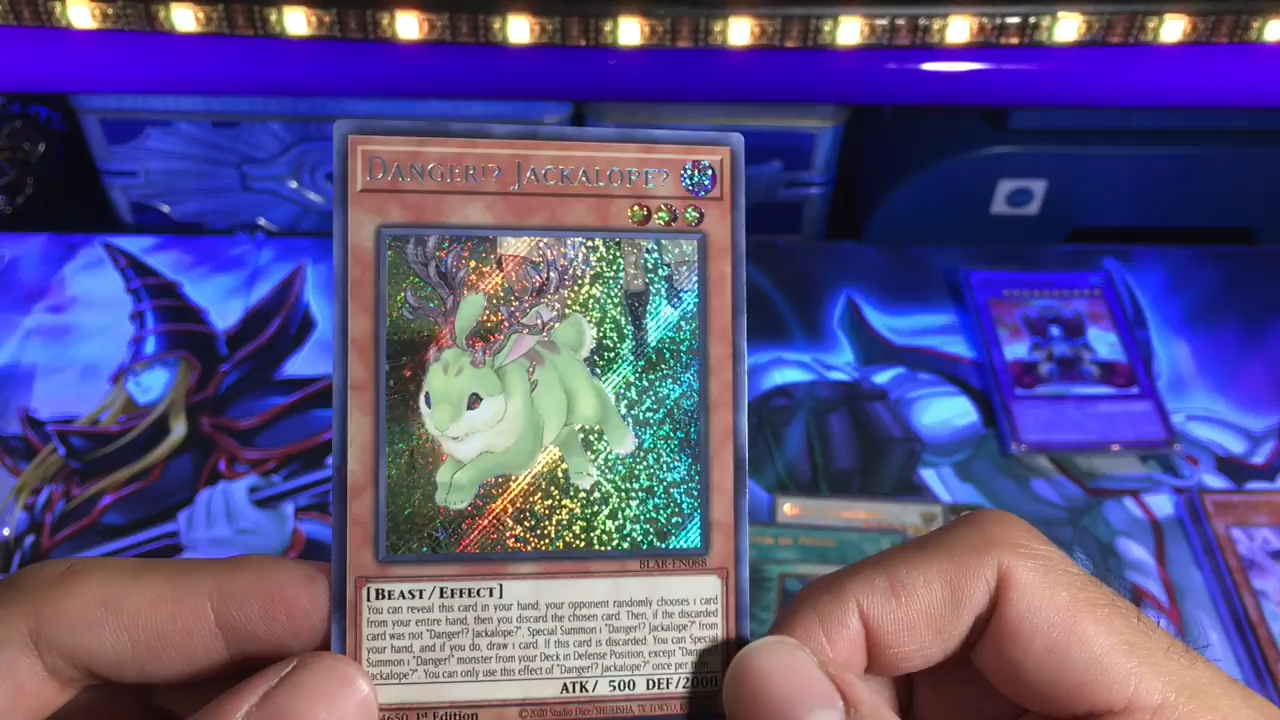 DANGER!? JACKALOPE?
BLAR-EN088
[BEAST/EFFECT]
You can reveal this card in your hand; your opponent randomly chooses 1 card
from your entire hand, then you discard the chosen card. Then, if the discarded
card was not "Danger!? Jackalope?", Special Summon 1 "Danger!? Jackalope?" from
your hand, and if you do, draw 1 card. If this card is discarded: You can Special
Summon 1 "Danger!" monster from your Deck in Defense Position, except "Danger!?
Jackalope?". You can only use this effect of "Danger!? Jackalope?" once per turn.
ATK/ 500 DEF/2000
4650 1st Edition
©2020 Studio Dice/SHUEISHA, TV TOKYO,